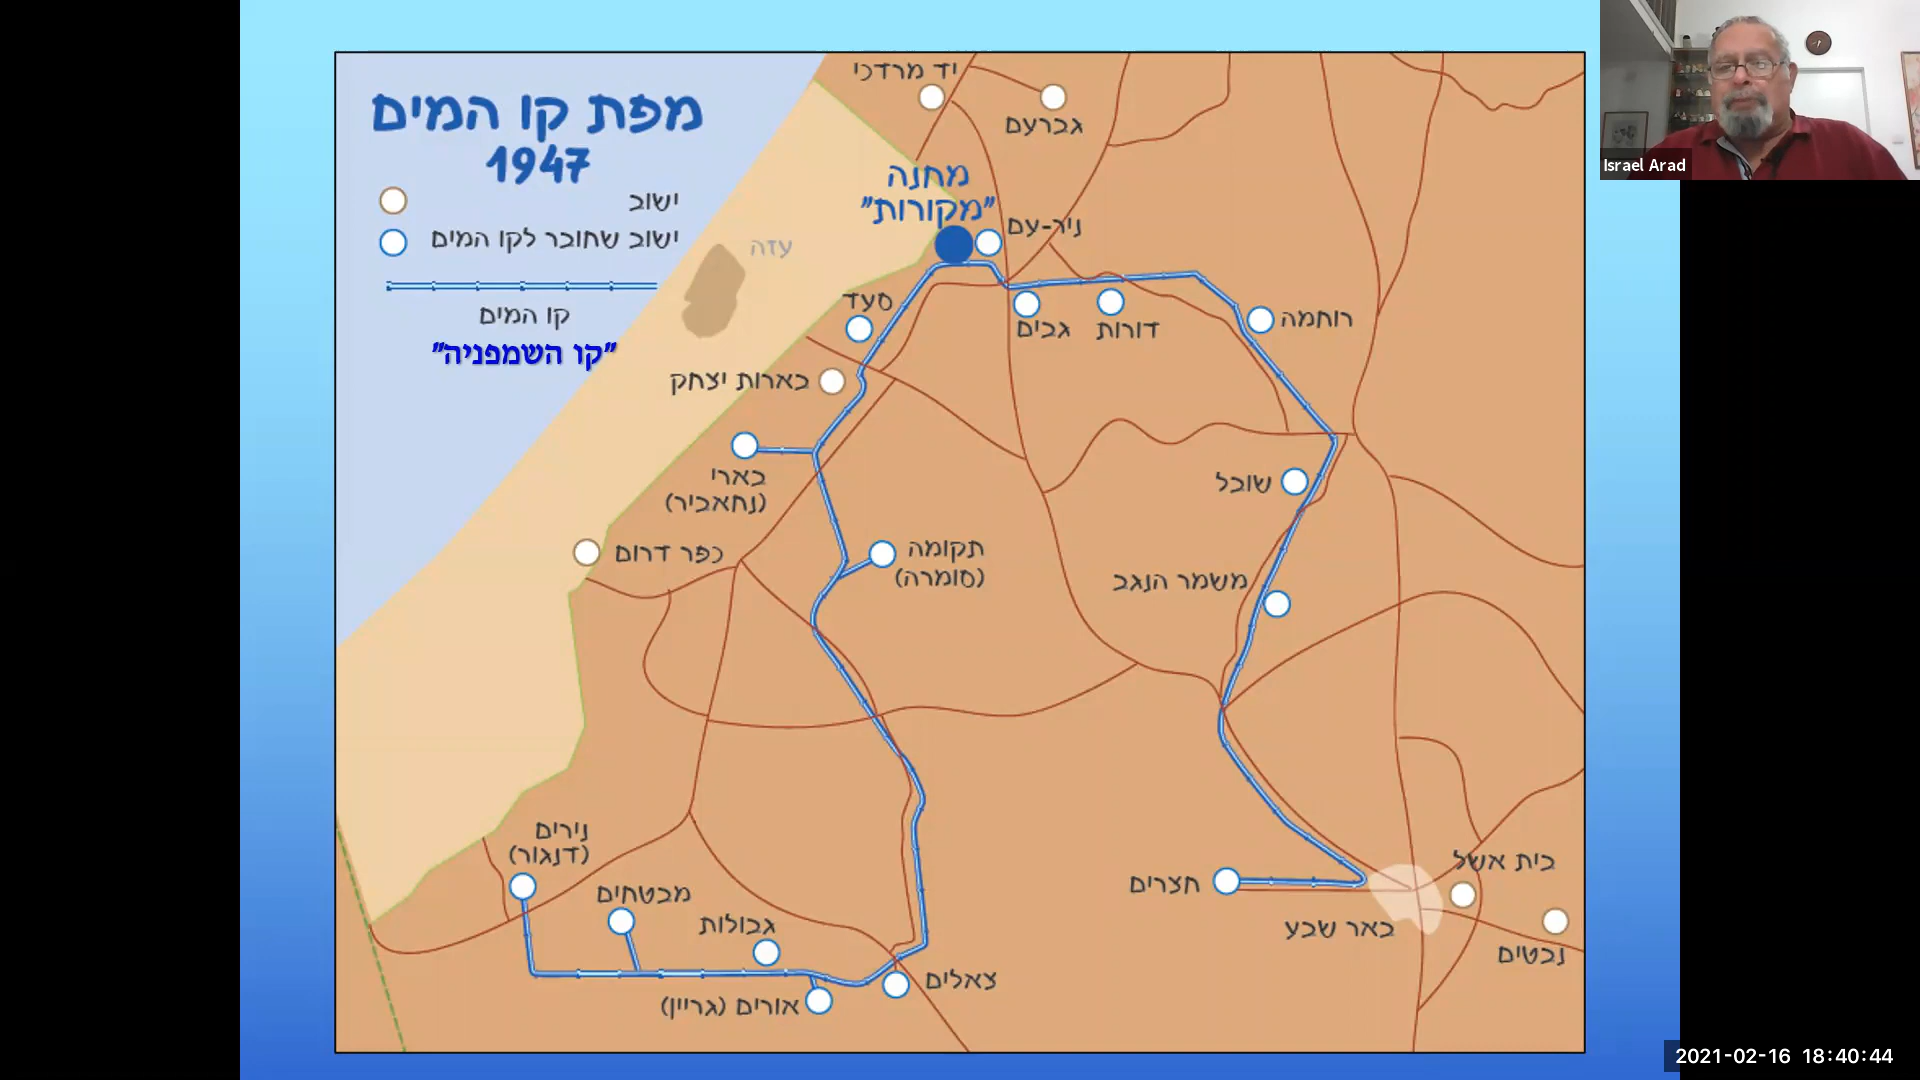 מפת קו המים
1947
ישוב
ישוב שחובר לקו המים
קו המים
"קו השמפניה"
יד מרדכי
גברעם
מחנה
"מקורות"
ניר-עם
עזה
סעד
גבים
דורות
רוחמה
בארות יצחק
בארי
(נחאביר)
שובל
תקומה
(סומרה)
כפר דרום
משמר הנגב
נירים
(דנגור)
מבטחים
גבולות
אורים (גריין)
צאלים
חצרים
באר שבע
בית אשל
נבטים
Israel Arad
2021-02-16 18:40:44